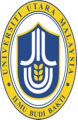 UNIVERSITI UTARA MALAYSIA
ILMU BUDI BAKTI